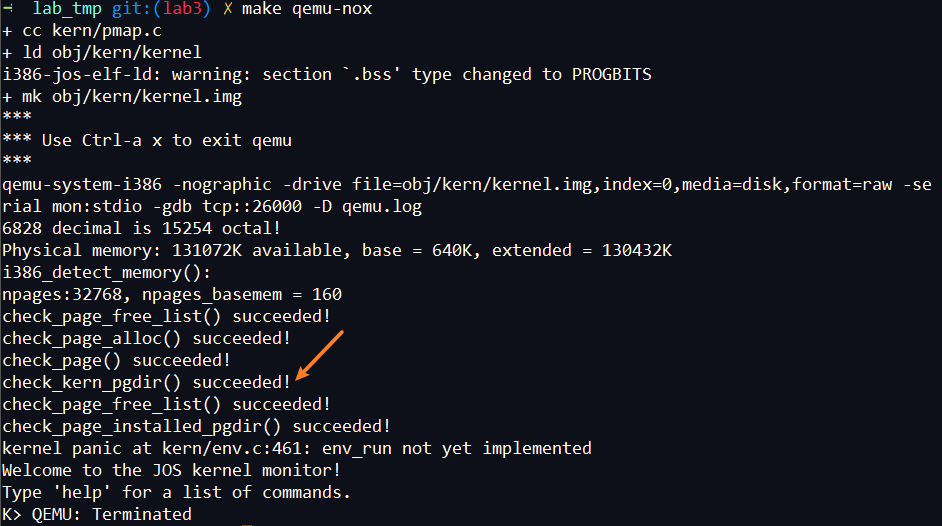 lab_tmp git:(lab3) ✗ make qemu-nox
+ cc kern/pmap.c
+ ld obj/kern/kernel
i386-jos-elf-ld: warning: section `.bss' type changed to PROGBITS
+ mk obj/kern/kernel.img
***
*** Use Ctrl-a x to exit qemu
***
qemu-system-i386 -nographic -drive file=obj/kern/kernel.img,index=0,media=disk,format=raw -se
rial mon:stdio -gdb tcp::26000 -D qemu.log
6828 decimal is 15254 octal!
Physical memory: 131072K available, base = 640K, extended = 130432K
i386_detect_memory():
npages:32768, npages_basemem = 160
check_page_free_list() succeeded!
check_page_alloc() succeeded!
check_page() succeeded!
check_kern_pgdir() succeeded!
check_page_free_list() succeeded!
check_page_installed_pgdir() succeeded!
kernel panic at kern/env.c:461: env_run not yet implemented
Welcome to the JOS kernel monitor!
Type 'help' for a list of commands.
K> QEMU: Terminated